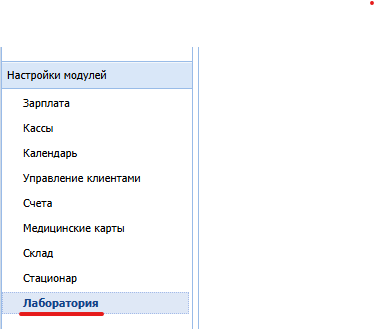 Настройки модулей
Зарплата
Кассы
Календарь
Управление клиентами
Счета
Медицинские карты
Склад
Стационар
Лаборатория